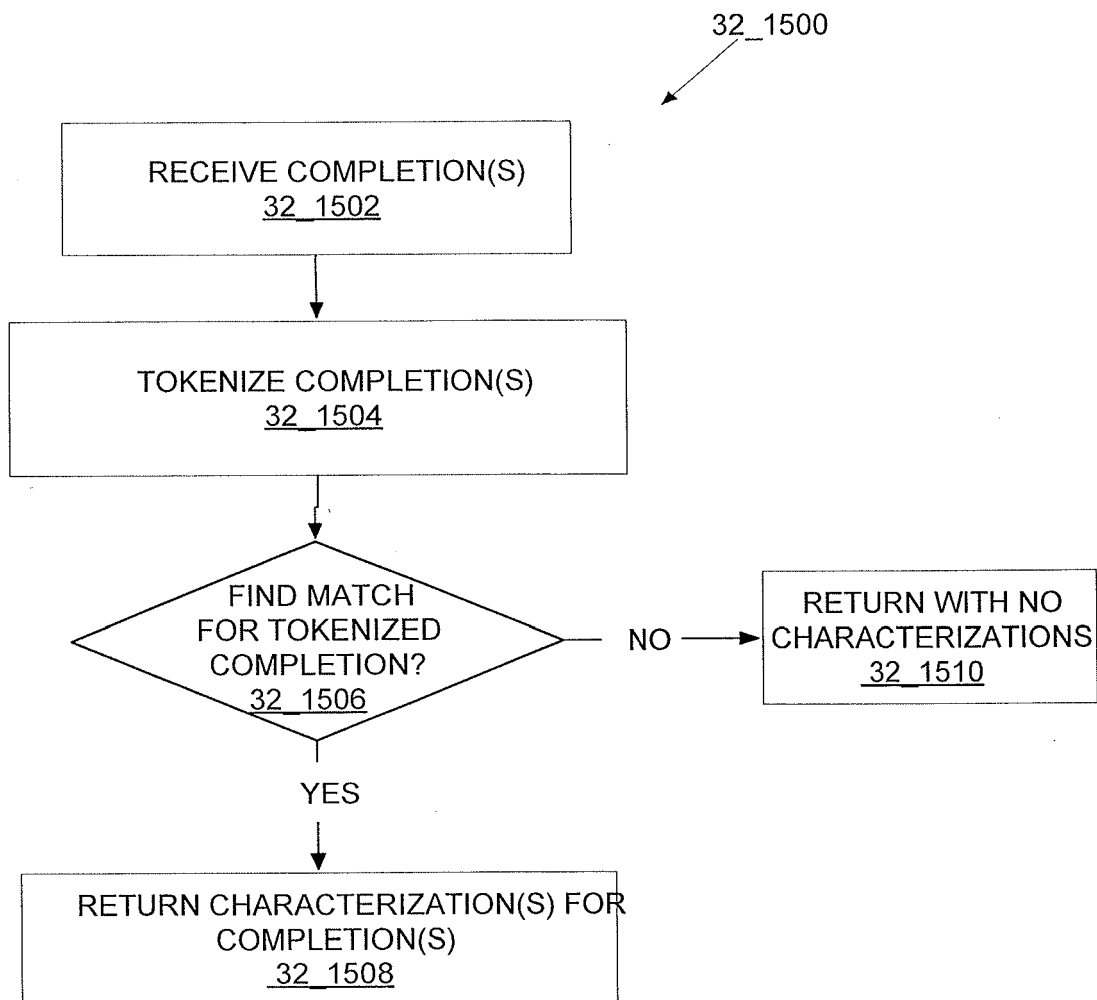 32_1500
RECEIVE COMPLETION(S)
32_1502
TOKENIZE COMPLETION(S)
32_1504
FIND MATCH
FOR TOKENIZED
COMPLETION?
32_1506
NO
RETURN WITH NO
CHARACTERIZATIONS
32_1510
YES
RETURN CHARACTERIZATION(S) FOR
COMPLETION(S)
32_1508